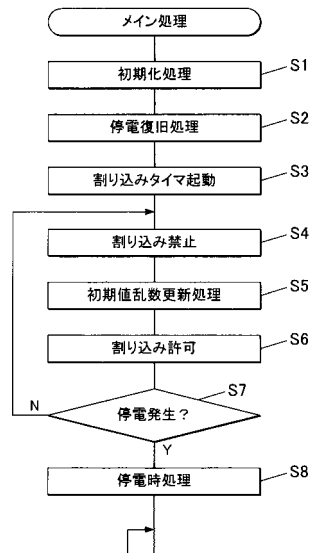 メイン処理
初期化処理
S1
停電復旧処理
S2
割り込みタイマ起動
S3
割り込み禁止
S4
初期値乱数更新処理
S5
割り込み許可
S6
停電発生?
S7
N
Y
停電時処理
S8